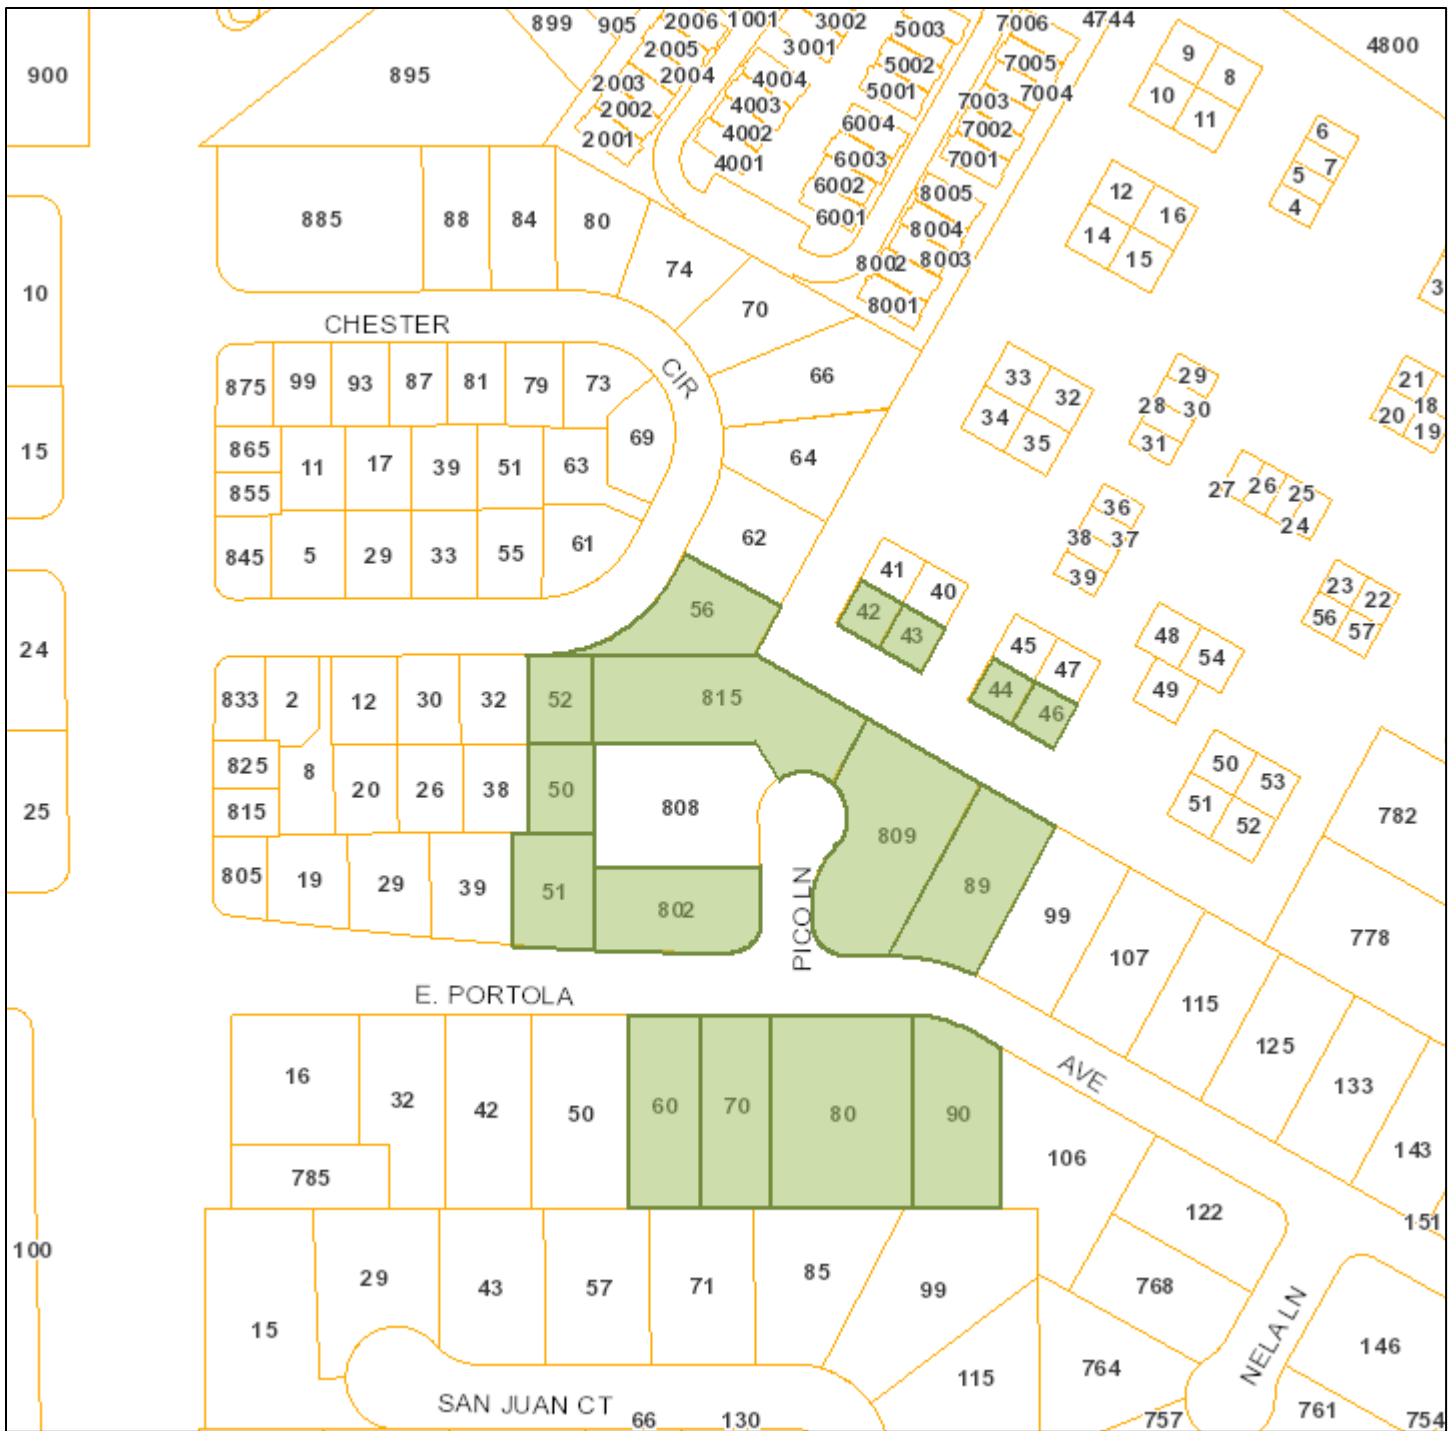 899 905 2006 1001 3002 5003 7006 4744
900 895 2005 3001 5002 7005 9 8 4800
2003 2004 4004 5001 7004 10 11
2002 4003 6004 7003 6
2001 4002 6003 7002 7
4001 6002 7001 5
885 88 84 80 6001 8005 12 16 4
74 8004 14 15
10 70 8002 8003 3
CHESTER 8001
CIR 66
875 99 93 87 81 79 73 33 32 29 21
69 34 35 28 30 20 18
865 11 17 39 51 63 64 31 19
15 855 27 26 25
845 5 29 33 55 61 62 36 24
38 37
41 40 39 23 22
56 42 43 56 57
24 45 47 48 54
833 2 12 30 32 52 815 44 46 49
825 8 20 26 38 50 50 53
25 815 808 809 51 52 782
805 19 29 39 51 802 89 99 778
PICO LN 107
E. PORTOLA 115
AVE 125
16 32 42 50 60 70 80 90 133
785 106 143
122 151
100 29 43 57 71 85 99 768
15 NELA LN 146
115 764
SAN JUAN CT 66 130 757 761 754